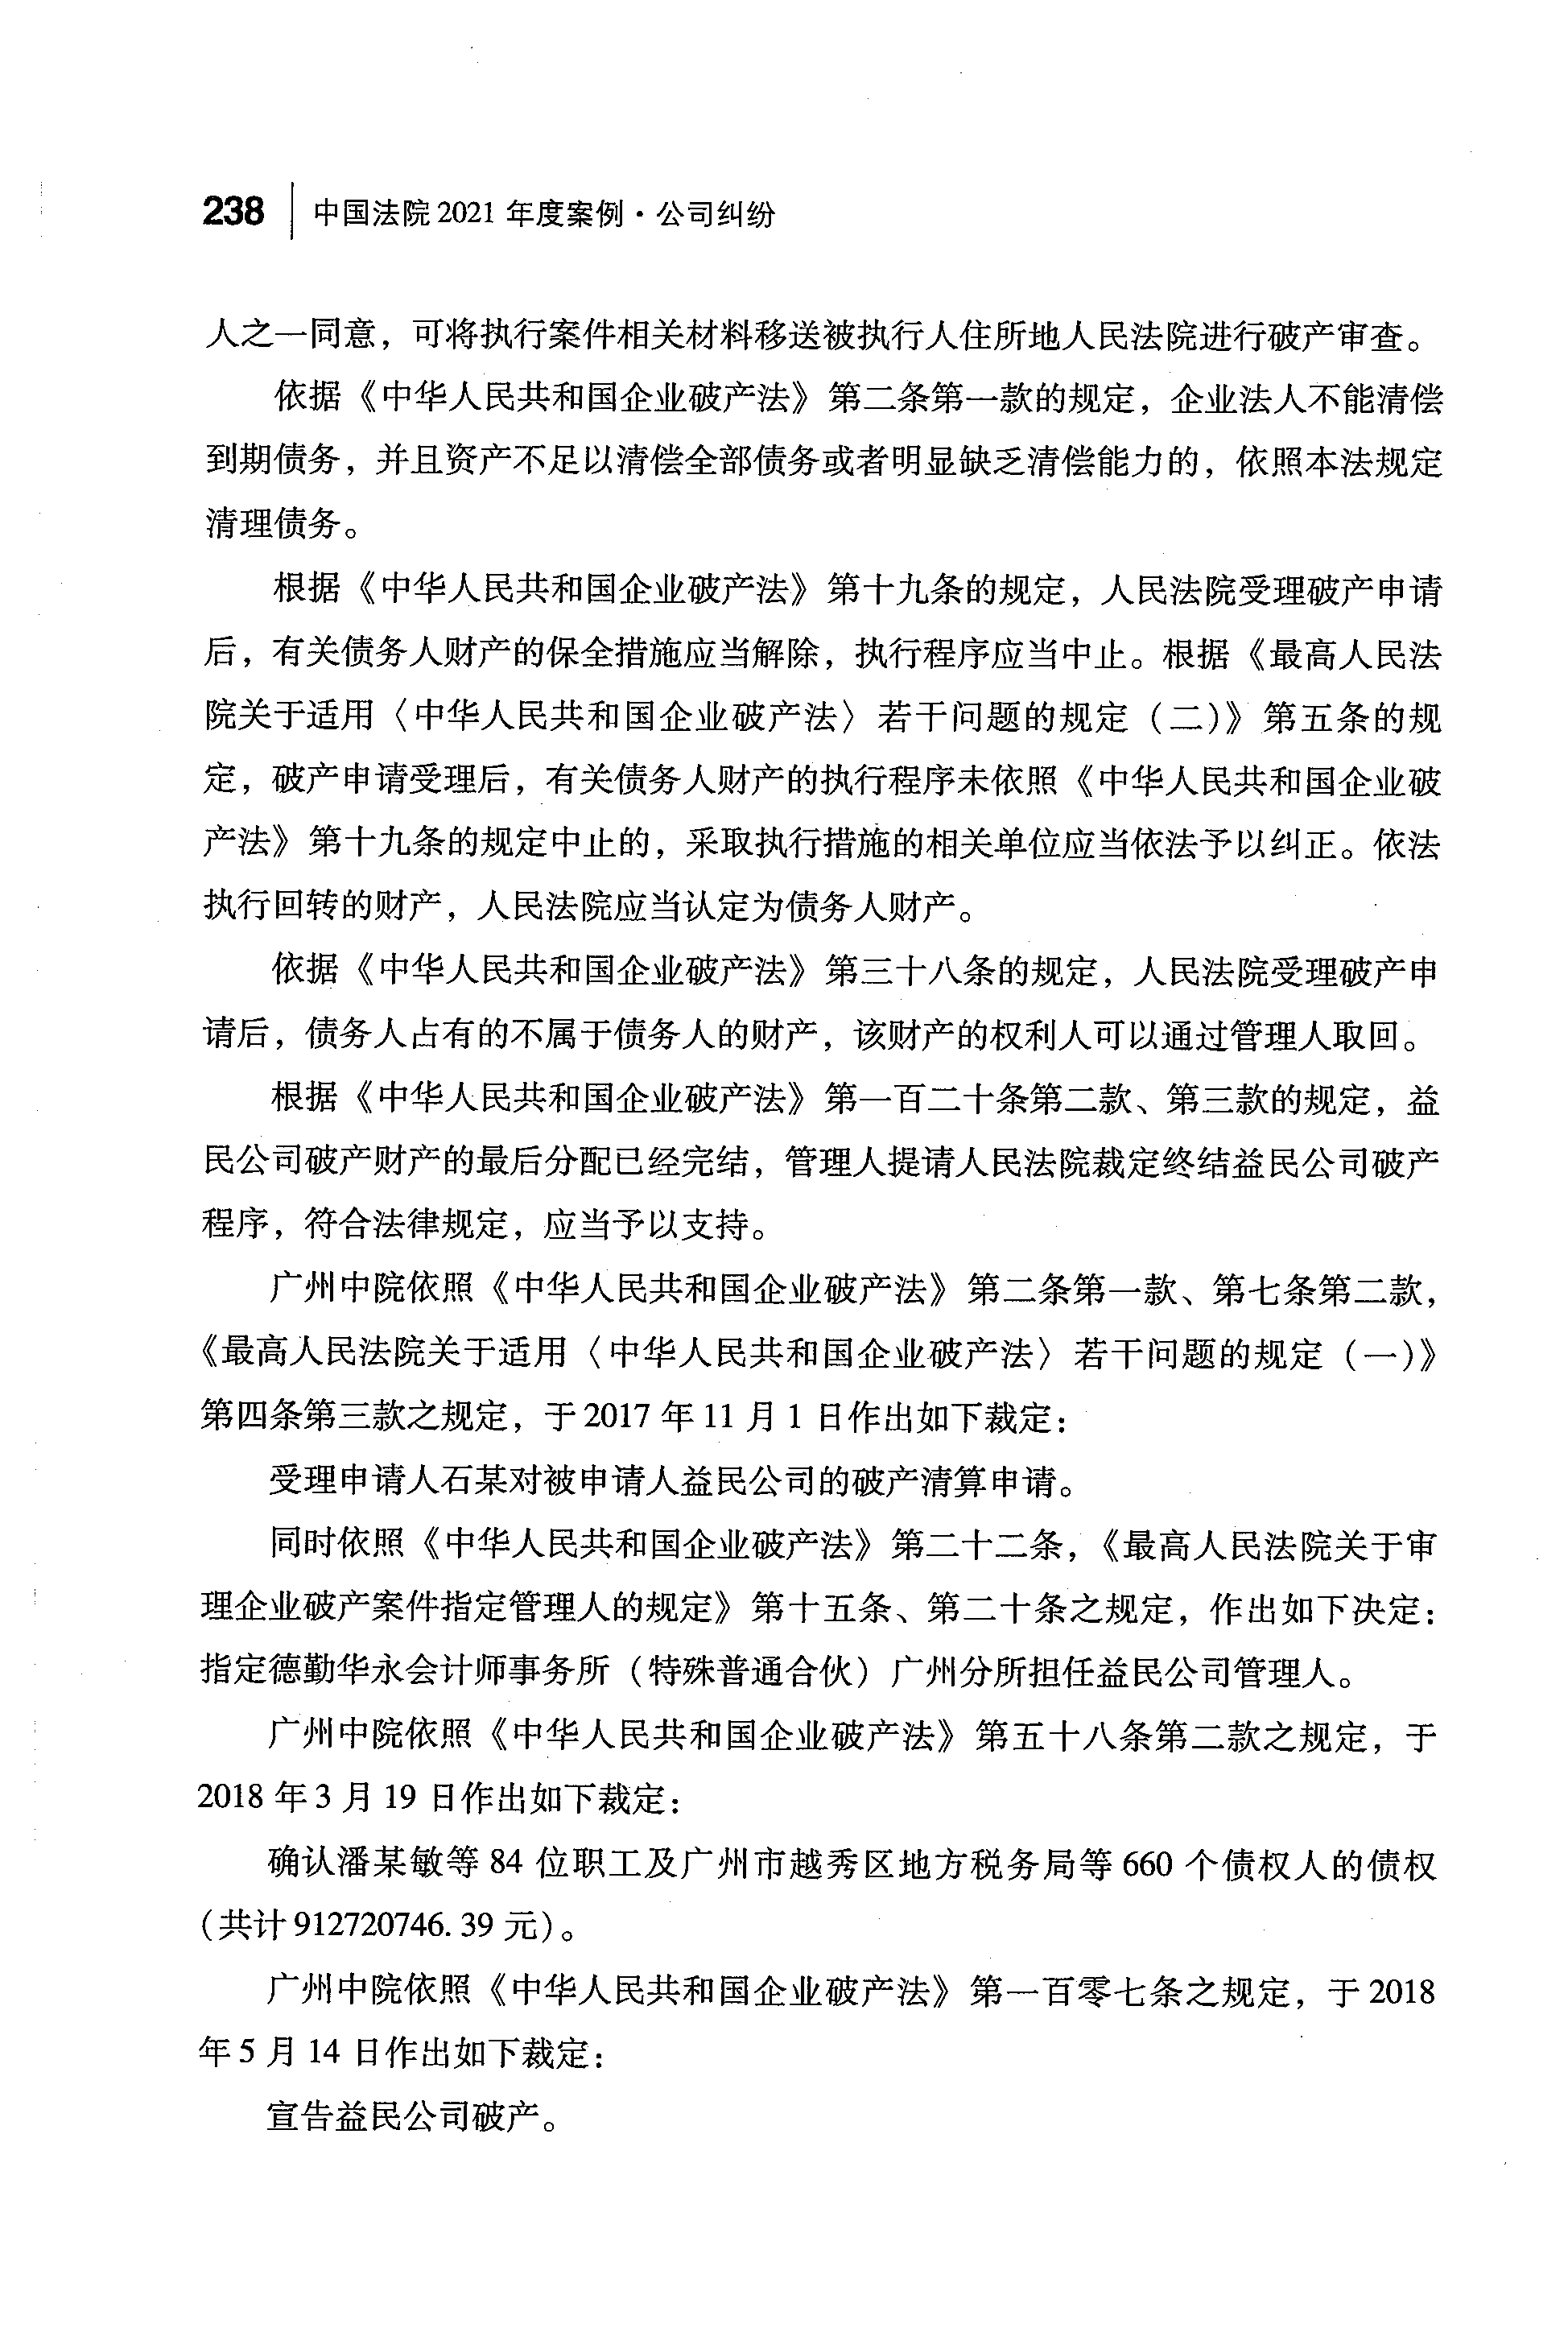 238 | 中国法院 2021 年度案例·公司纠纷
人之一同意，可将执行案件相关材料移送被执行人住所地人民法院进行破产审查。
依据《中华人民共和国企业破产法》第二条第一款的规定，企业法人不能清偿
到期债务，并且资产不足以清偿全部债务或者明显缺乏清偿能力的，依照本法规定
清理债务。
根据《中华人民共和国企业破产法》第十九条的规定，人民法院受理破产申请
后，有关债务人财产的保全措施应当解除，执行程序应当中止。根据《最高人民法
院关于适用〈中华人民共和国企业破产法〉若干问题的规定（二）》第五条的规
定，破产申请受理后，有关债务人财产的执行程序未依照《中华人民共和国企业破
产法》第十九条的规定中止的，采取执行措施的相关单位应当依法予以纠正。依法
执行回转的财产，人民法院应当认定为债务人财产。
依据《中华人民共和国企业破产法》第三十八条的规定，人民法院受理破产申
请后，债务人占有的不属于债务人的财产，该财产的权利人可以通过管理人取回。
根据《中华人民共和国企业破产法》第一百二十条第二款、第三款的规定，益
民公司破产财产的最后分配已经完结，管理人提请人民法院裁定终结益民公司破产
程序，符合法律规定，应当予以支持。
广州中院依照《中华人民共和国企业破产法》第二条第一款、第七条第二款，
《最高人民法院关于适用〈中华人民共和国企业破产法〉若干问题的规定（一）》
第四条第三款之规定，于 2017 年 11 月 1 日作出如下裁定：
受理申请人石某对被申请人益民公司的破产清算申请。
同时依照《中华人民共和国企业破产法》第二十二条，《最高人民法院关于审
理企业破产案件指定管理人的规定》第十五条、第二十条之规定，作出如下决定：
指定德勤华永会计师事务所（特殊普通合伙）广州分所担任益民公司管理人。
广州中院依照《中华人民共和国企业破产法》第五十八条第二款之规定，于
2018 年 3 月 19 日作出如下裁定：
确认潘某敏等 84 位职工及广州市越秀区地方税务局等 660 个债权人的债权
（共计 912720746.39 元）。
广州中院依照《中华人民共和国企业破产法》第一百零七条之规定，于 2018
年 5 月 14 日作出如下裁定：
宣告益民公司破产。